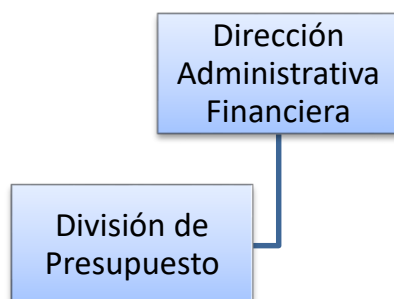 Dirección
Administrativa
Financiera
División de
Presupuesto